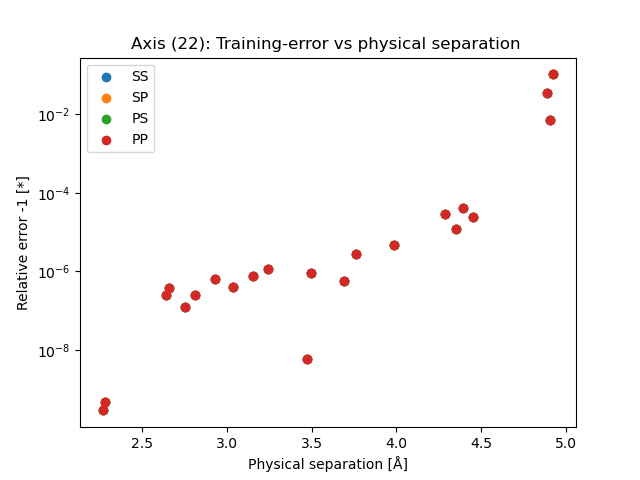 Axis (22): Training-error vs physical separation
SS
SP
PS
PP
Relative error -1 [*]
10⁻²
10⁻⁴
10⁻⁶
10⁻⁸
2.5 3.0 3.5 4.0 4.5 5.0
Physical separation [Å]